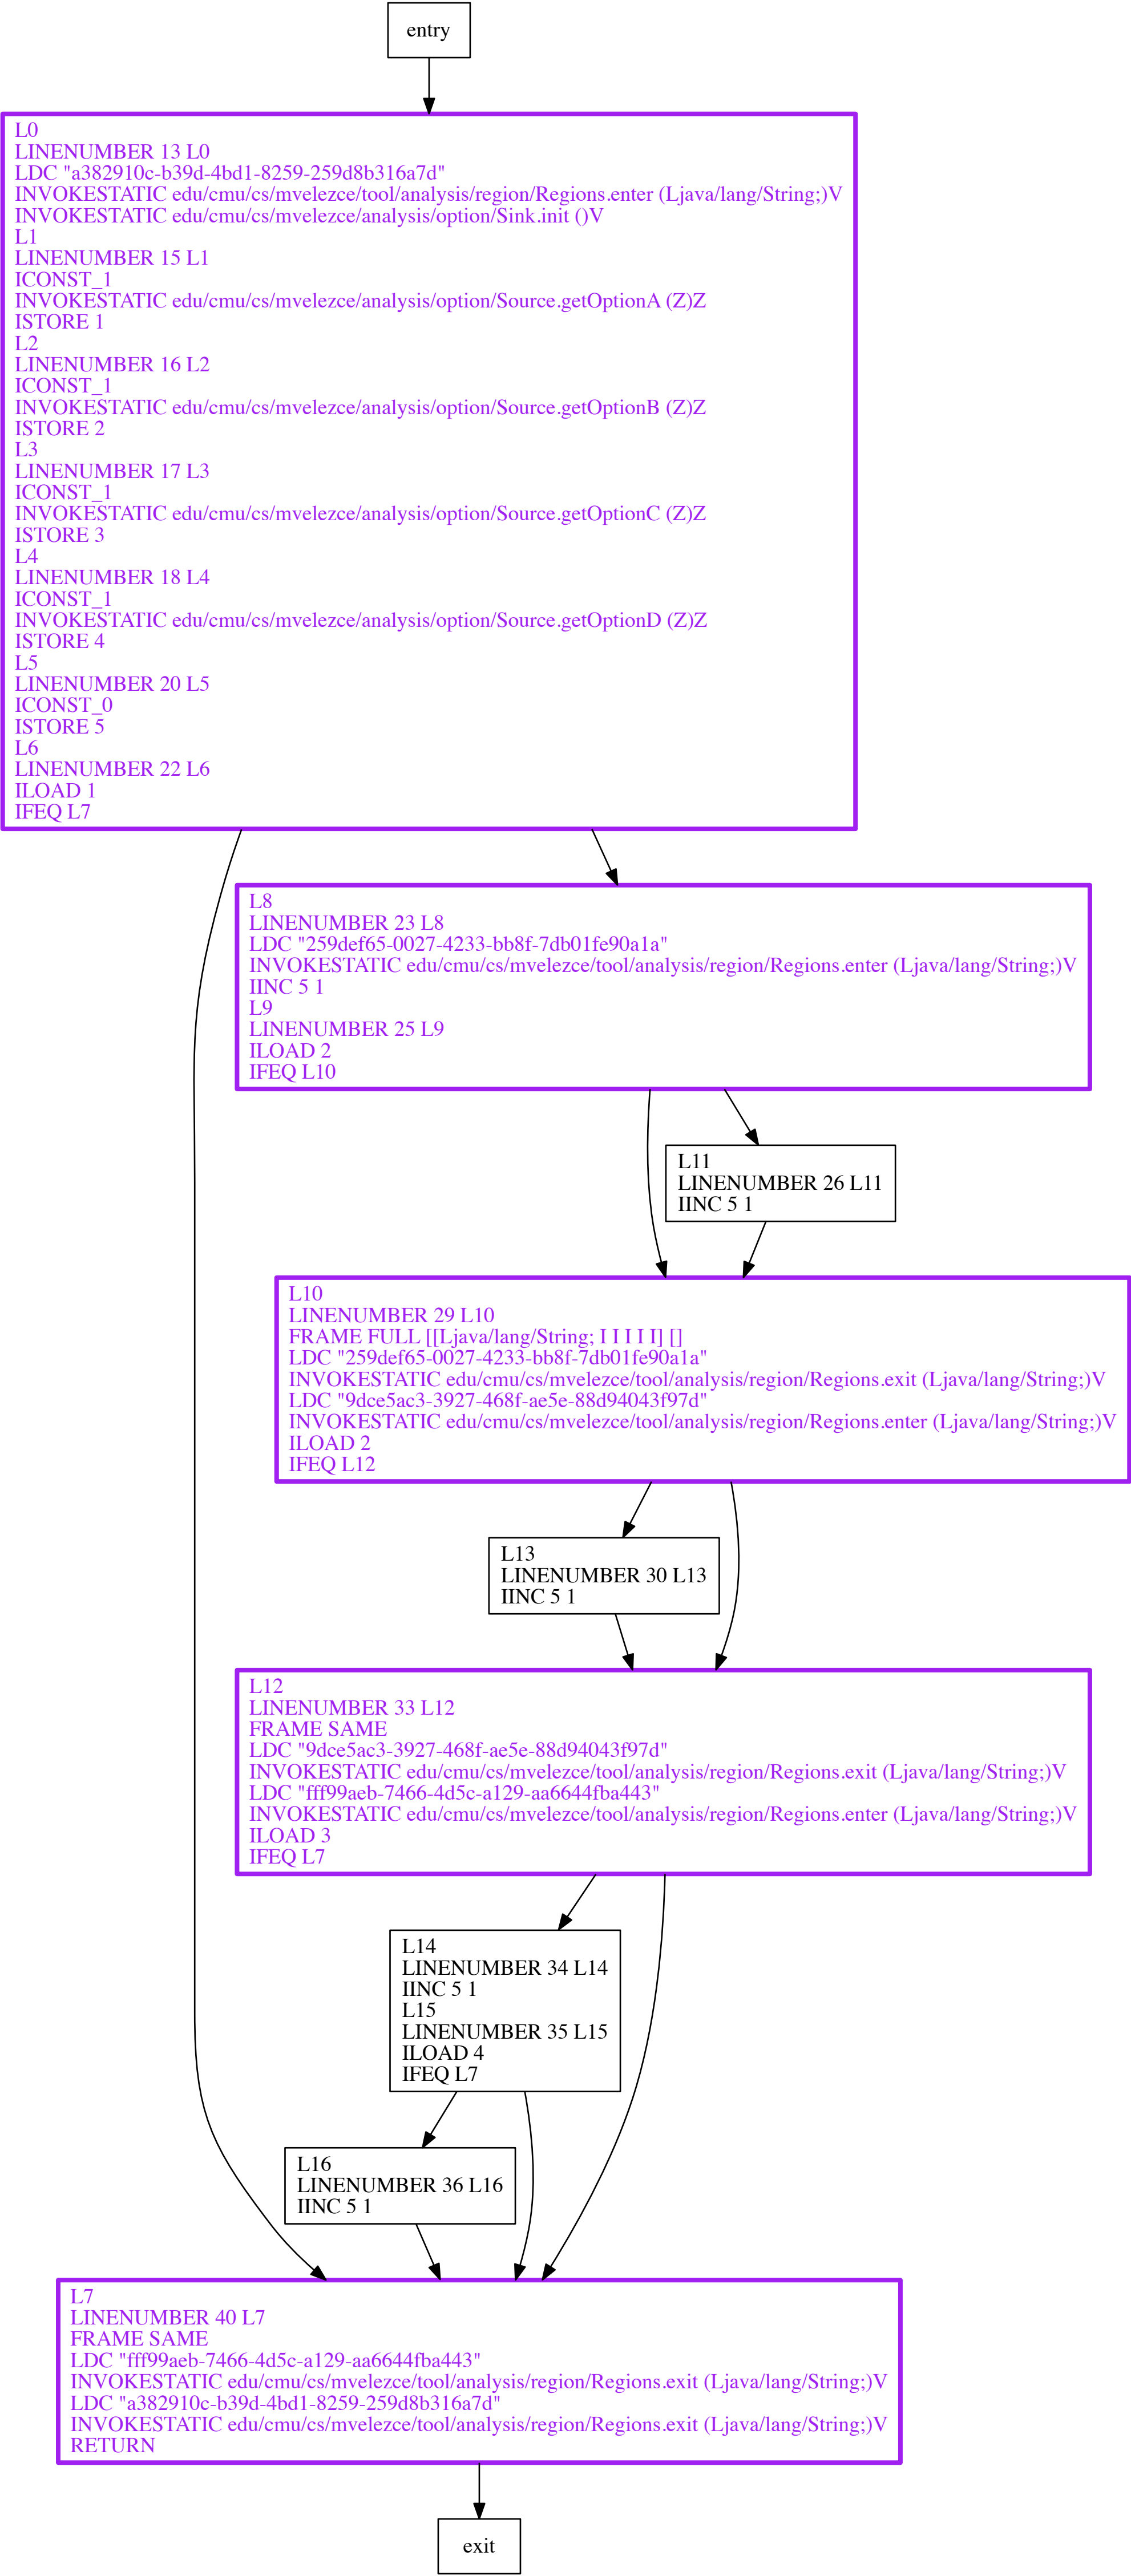 entry
L0
LINENUMBER 13 L0
LDC "a382910c-b39d-4bd1-8259-259d8b316a7d"
INVOKESTATIC edu/cmu/cs/mvelezce/tool/analysis/region/Regions.enter (Ljava/lang/String;)V
INVOKESTATIC edu/cmu/cs/mvelezce/analysis/option/Sink.init ()V
L1
LINENUMBER 15 L1
ICONST_1
INVOKESTATIC edu/cmu/cs/mvelezce/analysis/option/Source.getOptionA (Z)Z
ISTORE 1
L2
LINENUMBER 16 L2
ICONST_1
INVOKESTATIC edu/cmu/cs/mvelezce/analysis/option/Source.getOptionB (Z)Z
ISTORE 2
L3
LINENUMBER 17 L3
ICONST_1
INVOKESTATIC edu/cmu/cs/mvelezce/analysis/option/Source.getOptionC (Z)Z
ISTORE 3
L4
LINENUMBER 18 L4
ICONST_1
INVOKESTATIC edu/cmu/cs/mvelezce/analysis/option/Source.getOptionD (Z)Z
ISTORE 4
L5
LINENUMBER 20 L5
ICONST_0
ISTORE 5
L6
LINENUMBER 22 L6
ILOAD 1
IFEQ L7
L8
LINENUMBER 23 L8
LDC "259def65-0027-4233-bb8f-7db01fe90a1a"
INVOKESTATIC edu/cmu/cs/mvelezce/tool/analysis/region/Regions.enter (Ljava/lang/String;)V
IINC 5 1
L9
LINENUMBER 25 L9
ILOAD 2
IFEQ L10
L11
LINENUMBER 26 L11
IINC 5 1
L10
LINENUMBER 29 L10
FRAME FULL [[Ljava/lang/String; I I I I I] []
LDC "259def65-0027-4233-bb8f-7db01fe90a1a"
INVOKESTATIC edu/cmu/cs/mvelezce/tool/analysis/region/Regions.exit (Ljava/lang/String;)V
LDC "9dce5ac3-3927-468f-ae5e-88d94043f97d"
INVOKESTATIC edu/cmu/cs/mvelezce/tool/analysis/region/Regions.enter (Ljava/lang/String;)V
ILOAD 2
IFEQ L12
L13
LINENUMBER 30 L13
IINC 5 1
L12
LINENUMBER 33 L12
FRAME SAME
LDC "9dce5ac3-3927-468f-ae5e-88d94043f97d"
INVOKESTATIC edu/cmu/cs/mvelezce/tool/analysis/region/Regions.exit (Ljava/lang/String;)V
LDC "fff99aeb-7466-4d5c-a129-aa6644fba443"
INVOKESTATIC edu/cmu/cs/mvelezce/tool/analysis/region/Regions.enter (Ljava/lang/String;)V
ILOAD 3
IFEQ L7
L14
LINENUMBER 34 L14
IINC 5 1
L15
LINENUMBER 35 L15
ILOAD 4
IFEQ L7
L16
LINENUMBER 36 L16
IINC 5 1
L7
LINENUMBER 40 L7
FRAME SAME
LDC "fff99aeb-7466-4d5c-a129-aa6644fba443"
INVOKESTATIC edu/cmu/cs/mvelezce/tool/analysis/region/Regions.exit (Ljava/lang/String;)V
LDC "a382910c-b39d-4bd1-8259-259d8b316a7d"
INVOKESTATIC edu/cmu/cs/mvelezce/tool/analysis/region/Regions.exit (Ljava/lang/String;)V
RETURN
exit